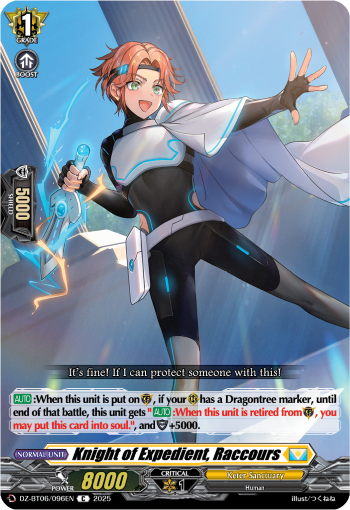 1
GRADE
BOOST
5000
SHIELD
It's fine! If I can protect someone with this!
AUTO :When this unit is put on R, if your V has a Dragontree marker, until
end of that battle, this unit gets "AUTO :When this unit is retired from R, you
may put this card into soul.", and +5000.
NORMAL UNIT
Knight of Expedient, Raccours
POWER
8000
CRITICAL
1
Keter Sanctuary
Human
DZ-BT06/096EN C 2025
illust/つくねね